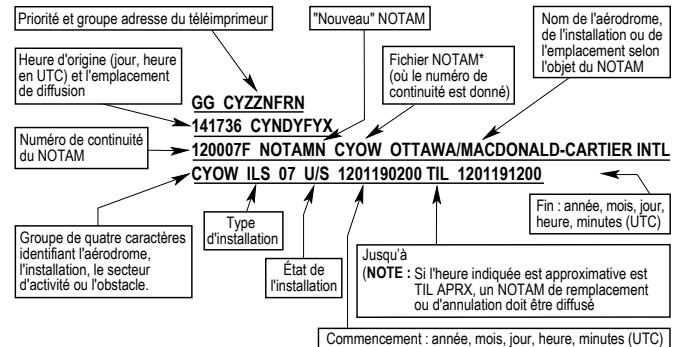 Priorité et groupe adresse du téléimprimeur
"Nouveau" NOTAM
Nom de l'aérodrome,
de l'installation ou de
l'emplacement selon
l'objet du NOTAM
Heure d'origine (jour, heure
en UTC) et l'emplacement
de diffusion
Fichier NOTAM*
(où le numéro de
continuité est donné)
GG CYZZNFRN
141736 CYNDYFYX
Numéro de continuité
du NOTAM
120007F NOTAMN CYOW OTTAWA/MACDONALD-CARTIER INTL
CYOW ILS 07 U/S 1201190200 TIL 1201191200
Groupe de quatre caractères
identifiant l'aérodrome,
l'installation, le secteur
d'activité ou l'obstacle.
Type
d'installation
État de
l'installation
Fin : année, mois, jour,
heure, minutes (UTC)
Jusqu'à
(NOTE : Si l'heure indiquée est approximative est
TIL APRX, un NOTAM de remplacement
ou d'annulation doit être diffusé
Commencement : année, mois, jour, heure, minutes (UTC)